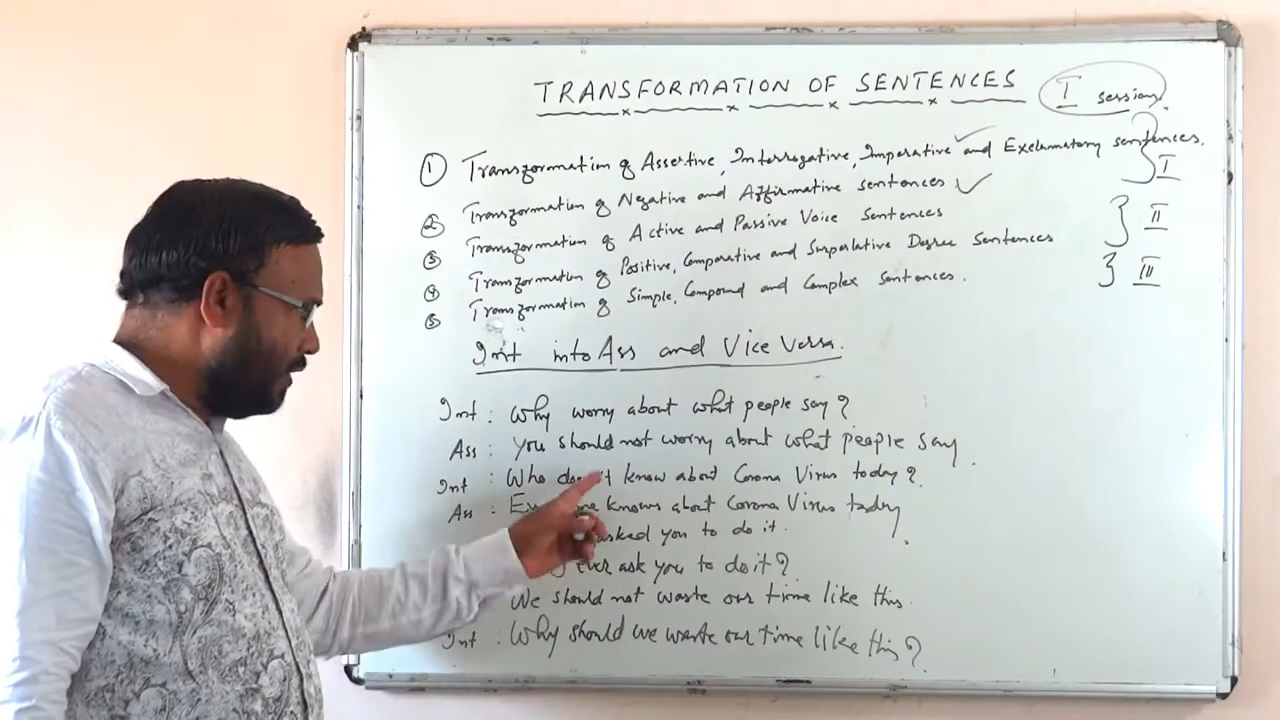 TRANSFORMATION OF SENTENCES I session
① Transformation of Assertive, Interrogative, Imperative and Exclamatory sentences. I
② Transformation of Negative and Affirmative sentences
③ Transformation of Active and Passive Voice Sentences II
④ Transformation of Positive, Comparative and Superlative Degree Sentences
⑤ Transformation of Simple, Compound and Complex sentences. III
Int into Ass and Vice Versa.
Int : Why worry about what people say?
Ass : You should not worry about what people say.
Int : Who doesn't know about Corona Virus today?
Ass : knows about Corona Virus today.
asked you to do it.
ever ask you to do it?
We should not waste our time like this.
Int : Why should we waste our time like this?